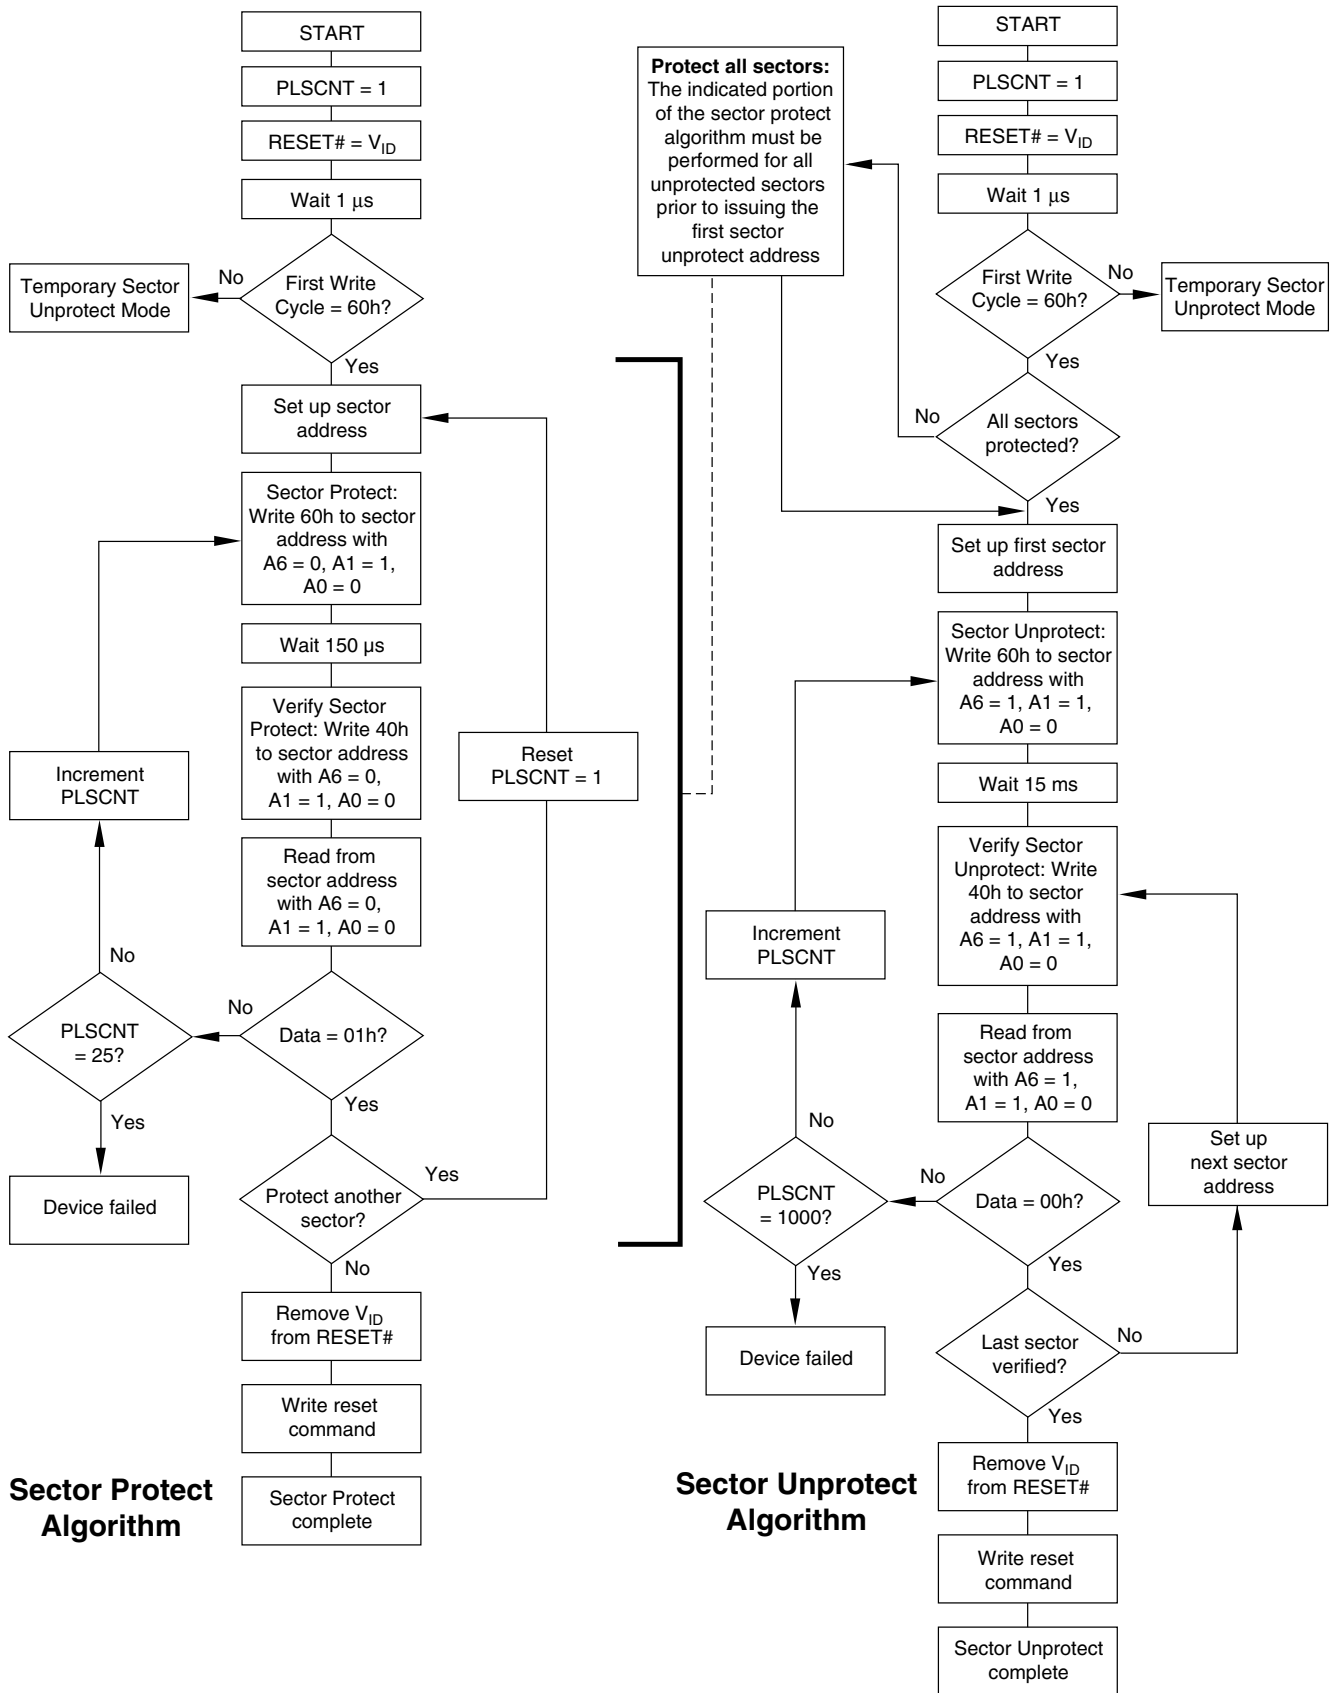 START
PLSCNT = 1
RESET# = VID
Wait 1 μs
First Write
Cycle = 60h?
No
Temporary Sector
Unprotect Mode
Yes
Set up sector
address
Sector Protect:
Write 60h to sector
address with
A6 = 0, A1 = 1,
A0 = 0
Wait 150 µs
Verify Sector
Protect: Write 40h
to sector address
with A6 = 0,
A1 = 1, A0 = 0
Reset
PLSCNT = 1
Increment
PLSCNT
Read from
sector address
with A6 = 0,
A1 = 1, A0 = 0
No
No
Data = 01h?
PLSCNT
= 25?
Yes
Yes
Device failed
Protect another
sector?
Yes
No
Remove VID
from RESET#
Write reset
command
Sector Protect
complete
Sector Protect
Algorithm
Protect all sectors:
The indicated portion
of the sector protect
algorithm must be
performed for all
unprotected sectors
prior to issuing the
first sector
unprotect address
START
PLSCNT = 1
RESET# = VID
Wait 1 μs
First Write
Cycle = 60h?
No
Temporary Sector
Unprotect Mode
Yes
No
All sectors
protected?
Yes
Set up first sector
address
Sector Unprotect:
Write 60h to sector
address with
A6 = 1, A1 = 1,
A0 = 0
Wait 15 ms
Verify Sector
Unprotect: Write
40h to sector
address with
A6 = 1, A1 = 1,
A0 = 0
Increment
PLSCNT
Read from
sector address
with A6 = 1,
A1 = 1, A0 = 0
No
No
Data = 00h?
PLSCNT
= 1000?
Set up
next sector
address
Yes
Yes
Device failed
Last sector
verified?
No
Yes
Remove VID
from RESET#
Write reset
command
Sector Unprotect
complete
Sector Unprotect
Algorithm